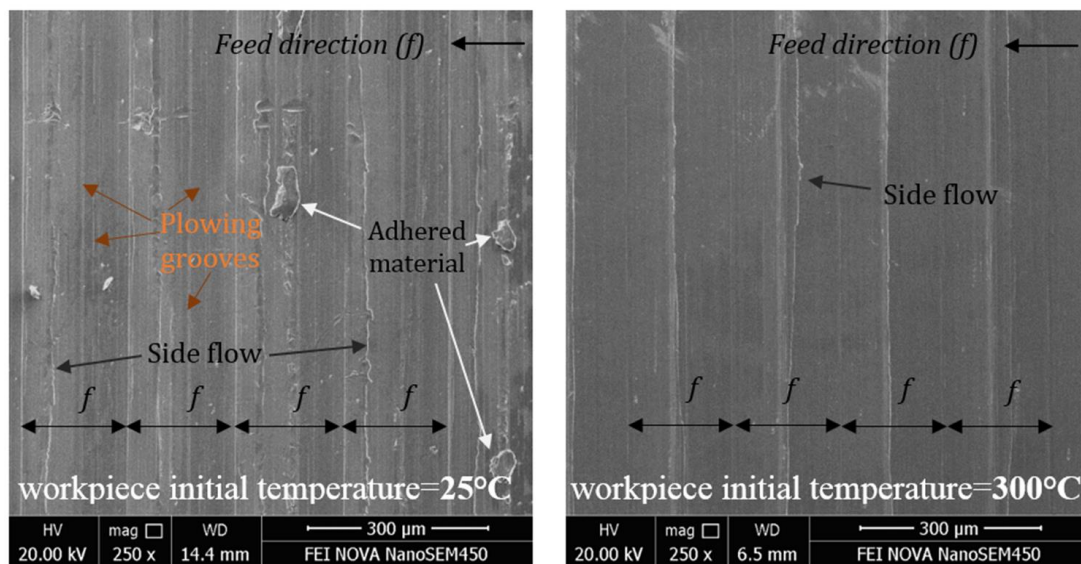 Feed direction (f)
Plowing
grooves
Adhered
material
Side flow
f f f f
workpiece initial temperature=25°C
HV mag □ WD 300 µm
20.00 kV 250 x 14.4 mm FEI NOVA NanoSEM450
Feed direction (f)
Side flow
f f f f
workpiece initial temperature=300°C
HV mag □ WD 300 µm
20.00 kV 250 x 6.5 mm FEI NOVA NanoSEM450